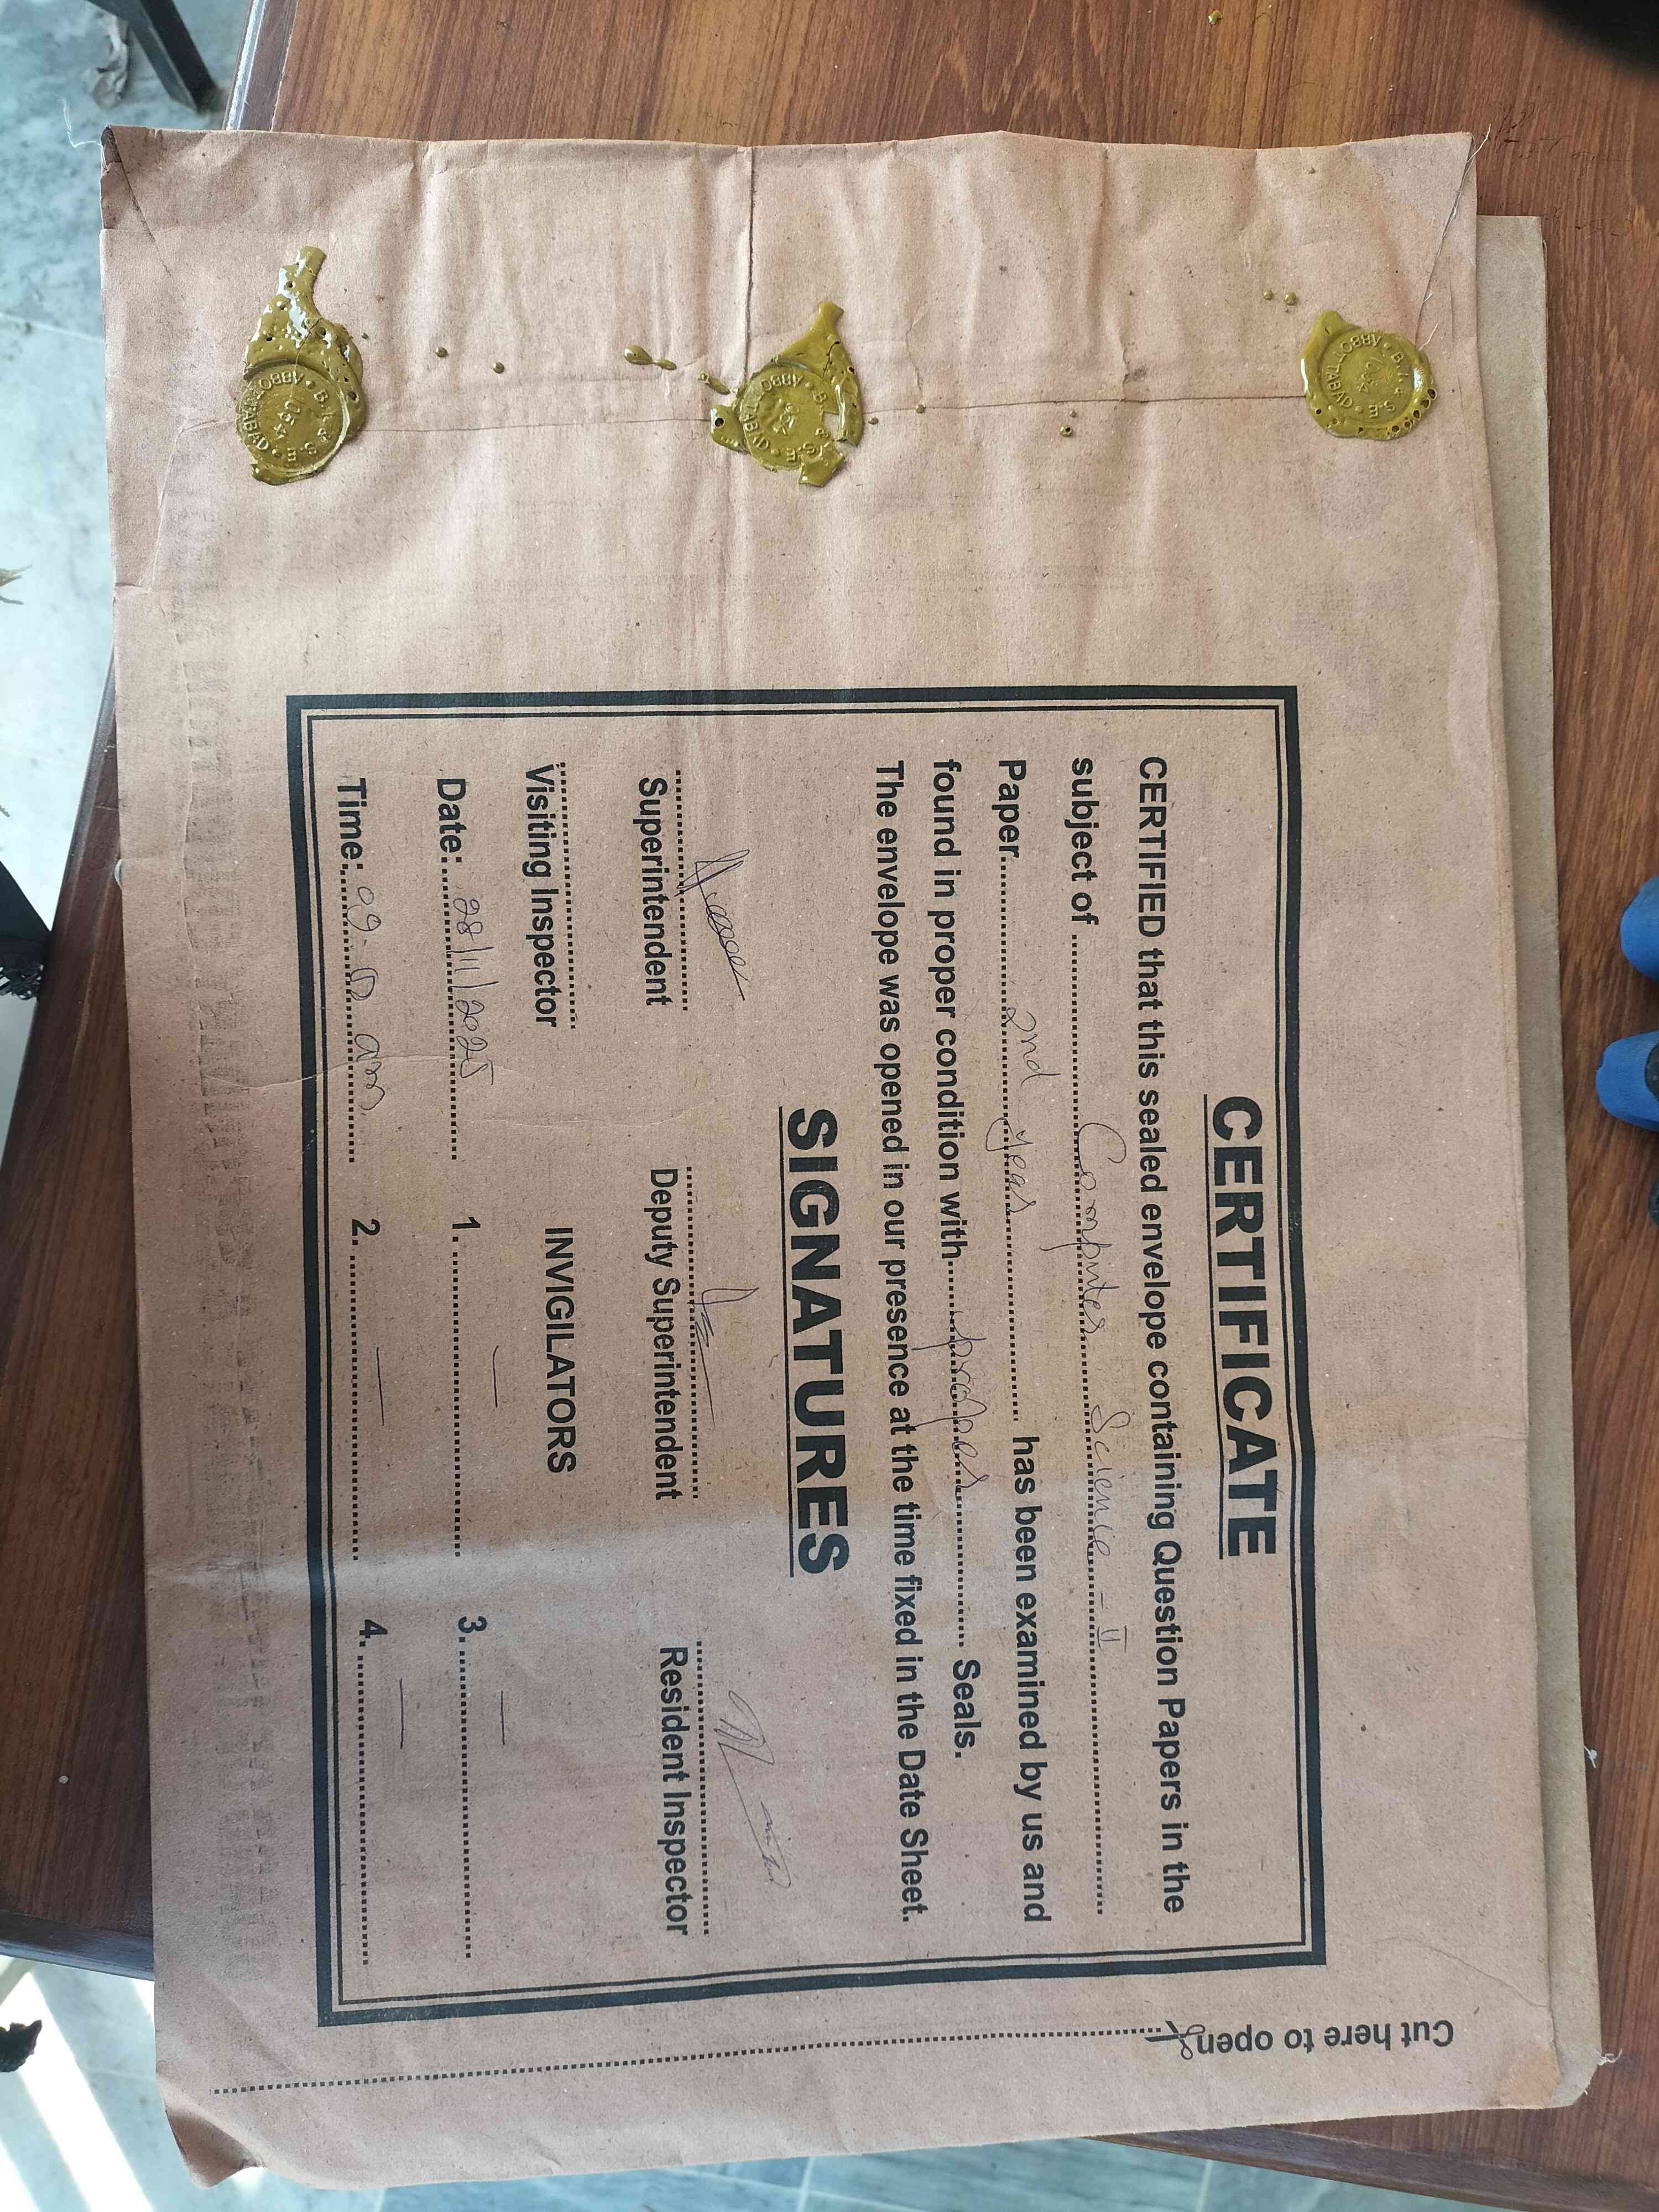 CERTIFICATE
CERTIFIED that this sealed envelope containing Question Papers in the
subject of ........ Computer Science - II ........
Paper ........ 2nd year ........ has been examined by us and
found in proper condition with ........ proper ........ Seals.
The envelope was opened in our presence at the time fixed in the Date Sheet.
SIGNATURES
Superintendent Deputy Superintendent Resident Inspector
Visiting Inspector INVIGILATORS
Date: 28/11/2025 1. — 3. —
Time: 09:00 am 2. — 4. —
Cut here to open
ABBOTTABAD • B.I & S.E •
ABBOTTABAD • B.I & S.E •
ABBOTTABAD • B.I & S.E •